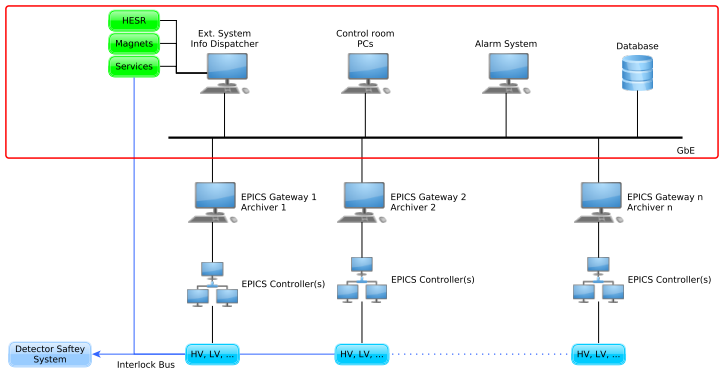 HESR
Magnets
Services
Ext. System
Info Dispatcher
Control room
PCs
Alarm System
Database
GbE
EPICS Gateway 1
Archiver 1
EPICS Gateway 2
Archiver 2
EPICS Gateway n
Archiver n
EPICS Controller(s)
EPICS Controller(s)
EPICS Controller(s)
Detector Saftey
System
Interlock Bus
HV, LV, ...
HV, LV, ...
HV, LV, ...